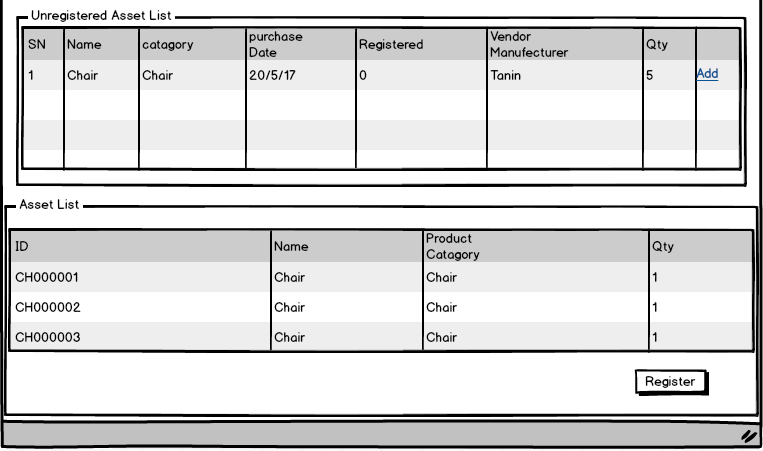 Unregistered Asset List
SN Name catagory purchase Date Registered Vendor Manufecturer Qty
1 Chair Chair 20/5/17 0 Tanin 5 Add
Asset List
ID Name Product Catagory Qty
CH000001 Chair Chair 1
CH000002 Chair Chair 1
CH000003 Chair Chair 1
Register